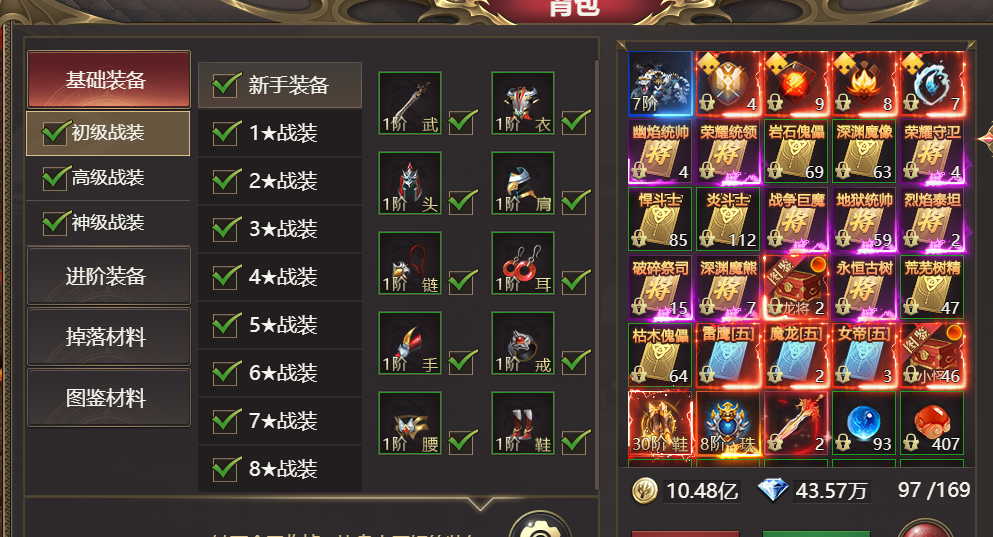 背包
基础装备
初级战装
高级战装
神级战装
进阶装备
掉落材料
图鉴材料
新手装备
1★战装
2★战装
3★战装
4★战装
5★战装
6★战装
7★战装
8★战装
1阶 武
1阶 衣
1阶 头
1阶 肩
1阶 链
1阶 耳
1阶 手
1阶 戒
1阶 腰
1阶 鞋
7阶
4
9
8
7
幽焰统帅 将 4
荣耀统领 将
岩石傀儡 69
深渊魔像 63
荣耀守卫 将 4
悍斗士 85
炎斗士 112
战争巨魔 将
地狱统帅 将 59
烈焰泰坦 将 2
破碎祭司 将 15
深渊魔熊 将 7
图鉴 龙将 2
永恒古树 将
荒芜树精 47
枯木傀儡 64
雷鹰[五]
魔龙[五] 2
女帝[五] 3
图鉴 小怪 46
30阶 鞋
8阶 珠
2
93
407
10.48亿
43.57万
97 /169